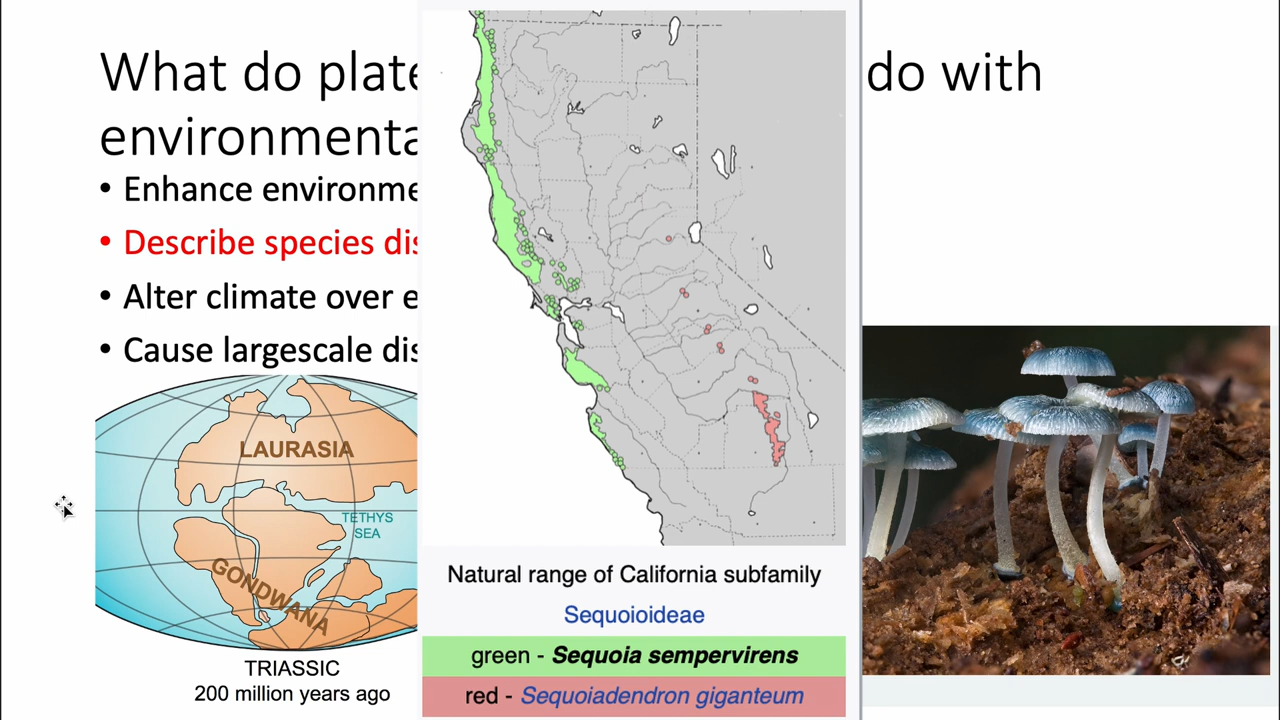 What do plate
do with
environmenta
• Enhance environme
• Describe species dis
• Alter climate over e
• Cause largescale dis
LAURASIA
TETHYS
SEA
GONDWANA
TRIASSIC
200 million years ago
Natural range of California subfamily
Sequoioideae
green - Sequoia sempervirens
red - Sequoiadendron giganteum